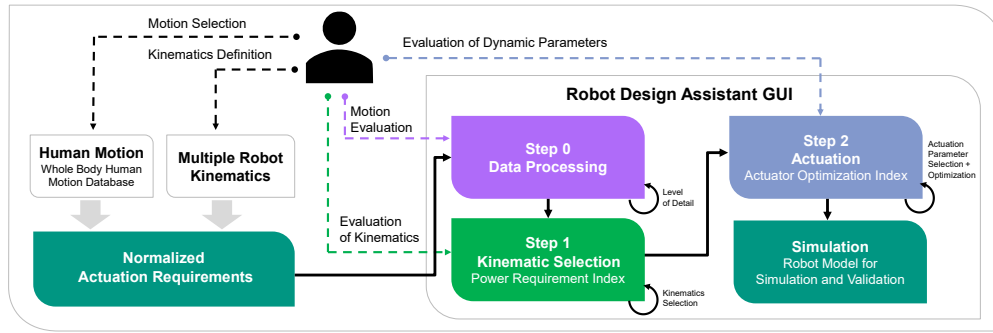 Motion Selection
Kinematics Definition
Evaluation of Dynamic Parameters
Robot Design Assistant GUI
Motion
Evaluation
Human Motion
Whole Body Human
Motion Database
Multiple Robot
Kinematics
Step 0
Data Processing
Level
of Detail
Step 2
Actuation
Actuator Optimization Index
Actuation
Parameter
Selection +
Optimization
Evaluation
of Kinematics
Normalized
Actuation Requirements
Step 1
Kinematic Selection
Power Requirement Index
Kinematics
Selection
Simulation
Robot Model for
Simulation and Validation